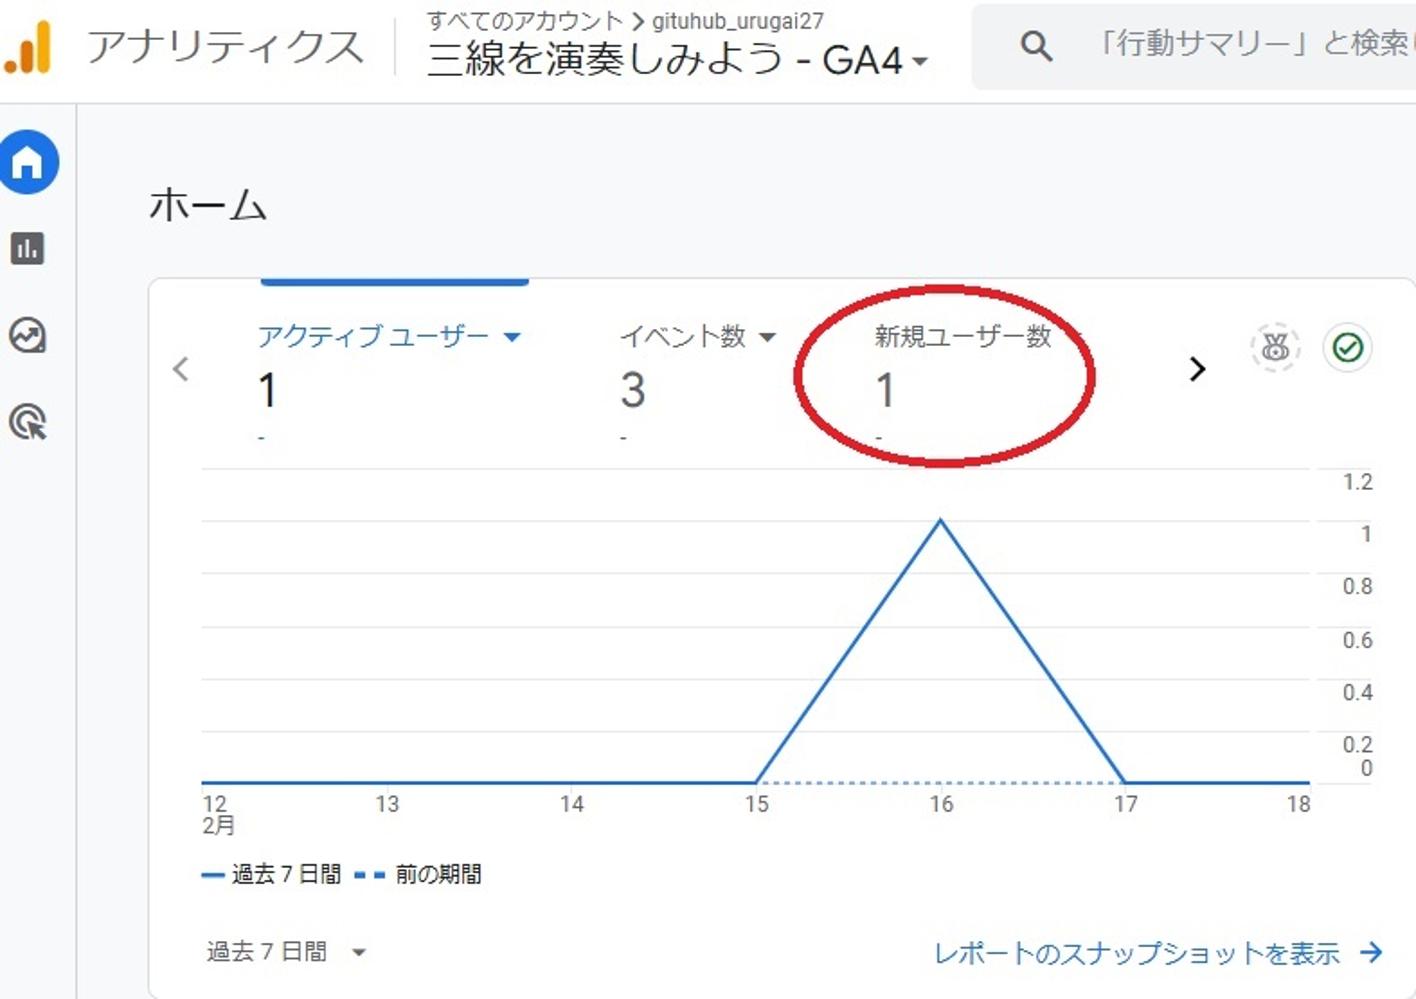 アナリティクス
すべてのアカウント > gituhub_urugai27
三線を演奏しみよう - GA4
「行動サマリー」と検索
ホーム
アクティブ ユーザー
1
-
イベント数
3
-
新規ユーザー数
1
-
1.2
1
0.8
0.6
0.4
0.2
0
12
2月
13
14
15
16
17
18
過去 7 日間
前の期間
過去 7 日間
レポートのスナップショットを表示